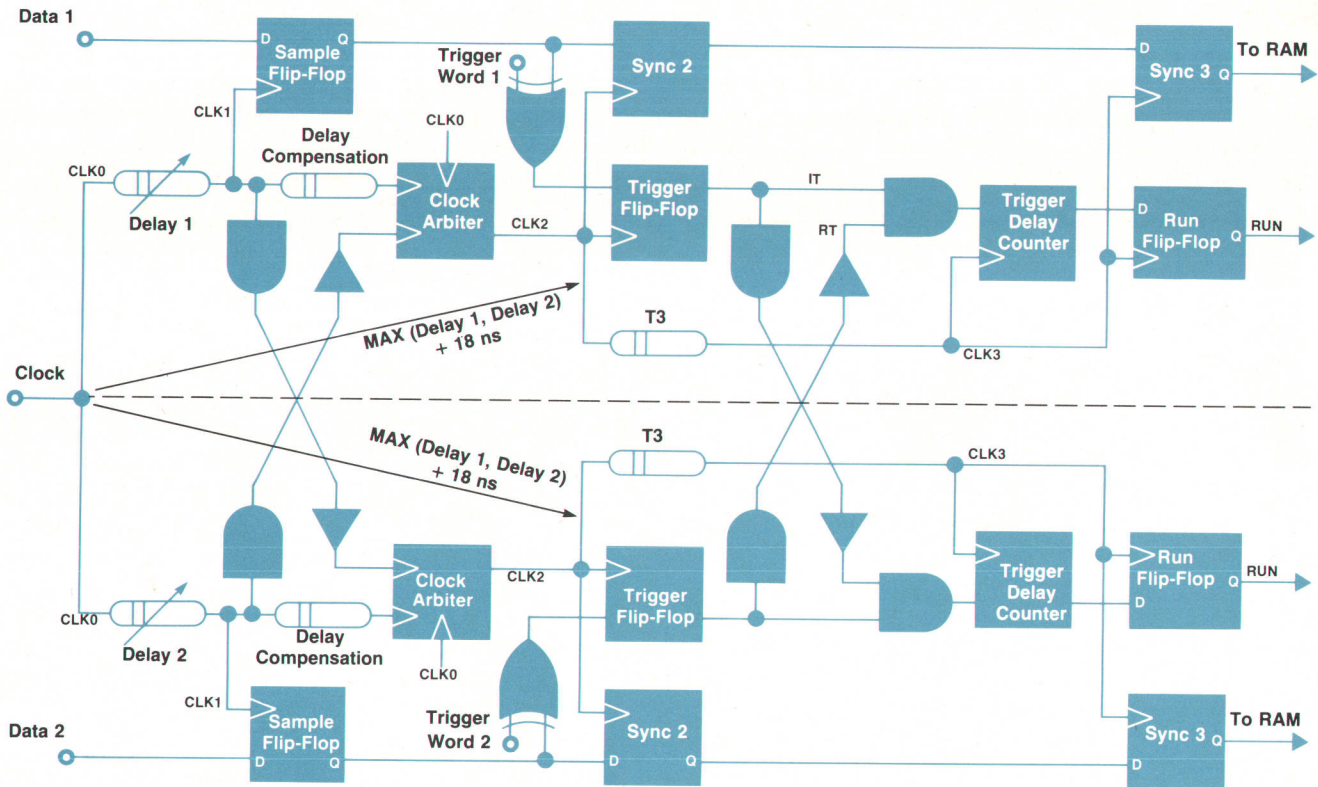 Data 1
D
Q
Sample
Flip-Flop
Trigger
Word 1
Sync 2
D
Sync 3
Q
To RAM
CLK1
CLK0
Delay
Compensation
CLK0
Delay 1
Clock
Arbiter
CLK2
Trigger
Flip-Flop
IT
RT
Trigger
Delay
Counter
D
Run
Flip-Flop
Q
RUN
MAX (Delay 1, Delay 2)
+ 18 ns
T3
CLK3
Clock
MAX (Delay 1, Delay 2)
+ 18 ns
T3
CLK3
Clock
Arbiter
CLK2
Trigger
Flip-Flop
Trigger
Delay
Counter
Run
Flip-Flop
Q
D
RUN
CLK0
Delay 2
Delay
Compensation
CLK0
CLK1
Sample
Flip-Flop
D
Q
Trigger
Word 2
Sync 2
D
Q
Sync 3
D
Q
To RAM
Data 2